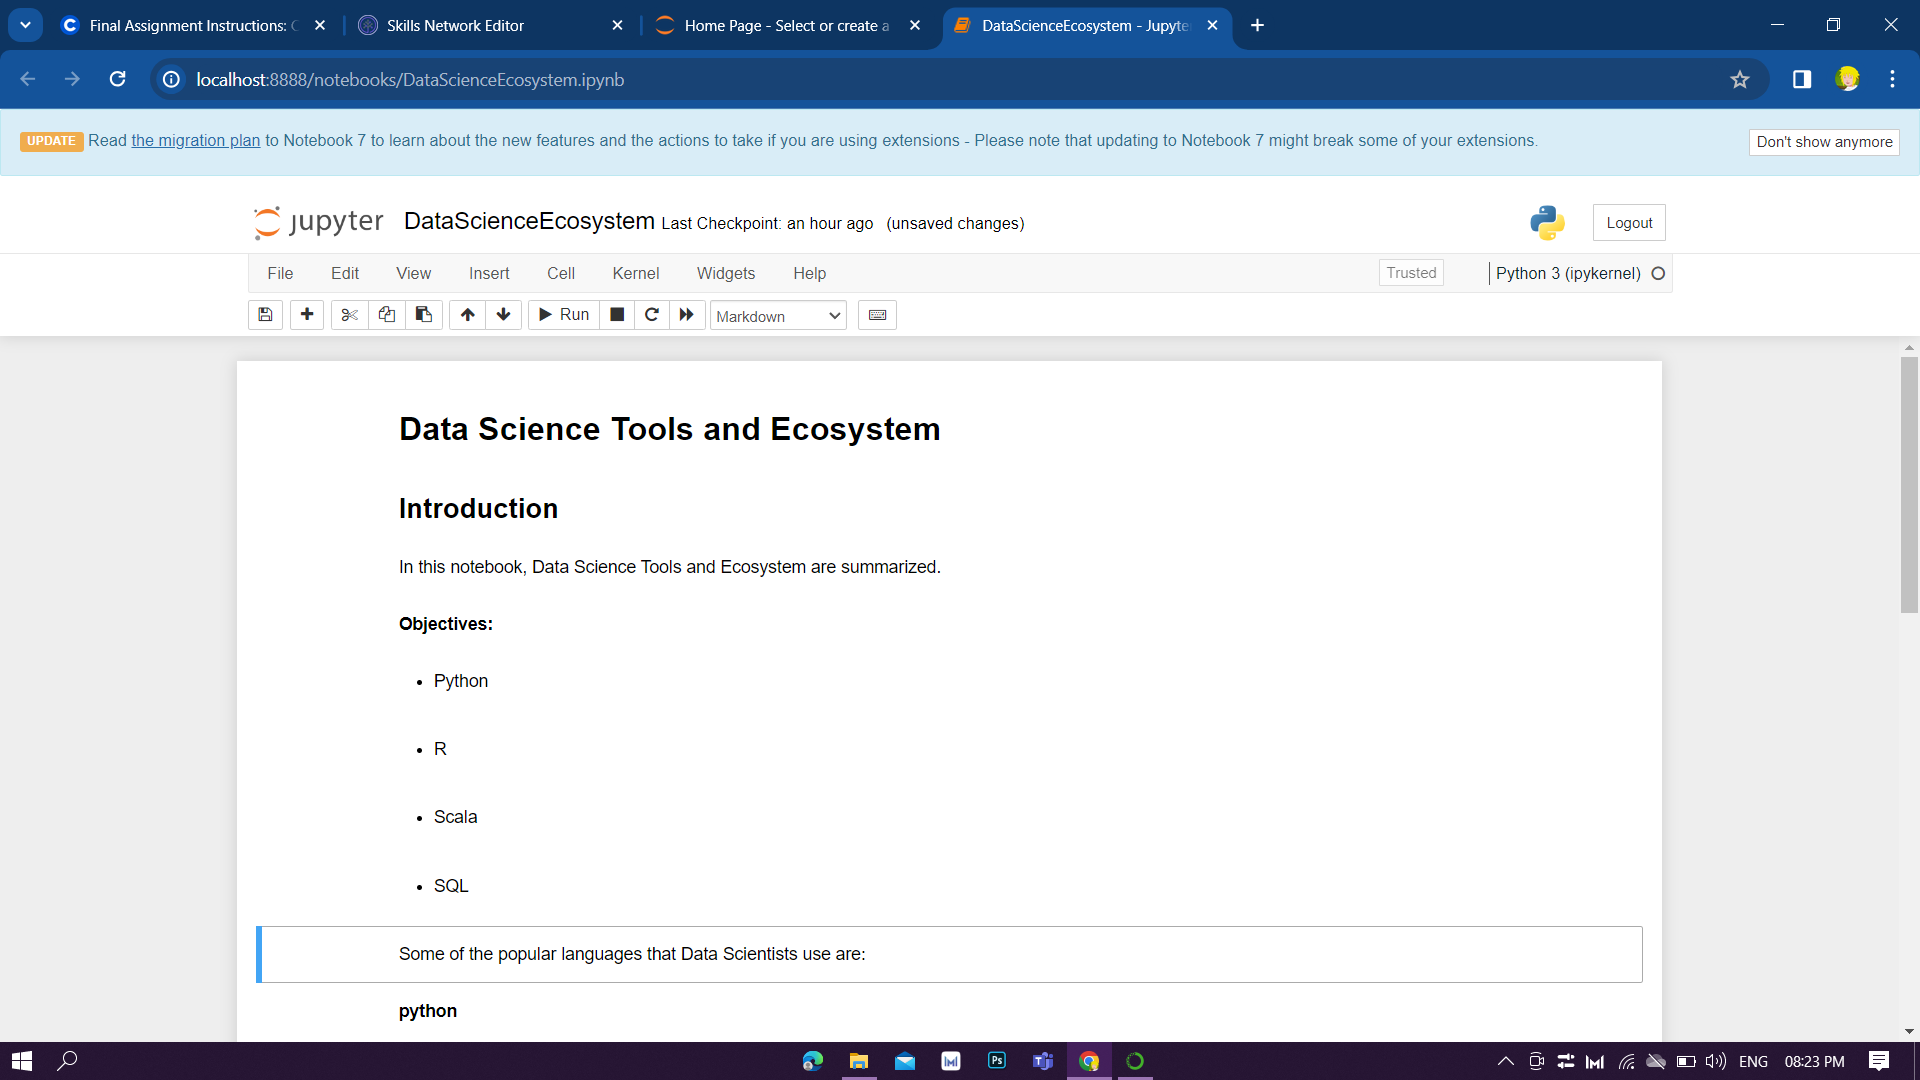 Final Assignment Instructions:
Skills Network Editor
Home Page - Select or create a
DataScienceEcosystem - Jupyte
localhost:8888/notebooks/DataScienceEcosystem.ipynb
UPDATE Read the migration plan to Notebook 7 to learn about the new features and the actions to take if you are using extensions - Please note that updating to Notebook 7 might break some of your extensions.
Don't show anymore
jupyter DataScienceEcosystem Last Checkpoint: an hour ago (unsaved changes)
Logout
File Edit View Insert Cell Kernel Widgets Help
Trusted
Python 3 (ipykernel)
Run
Markdown
Data Science Tools and Ecosystem
Introduction
In this notebook, Data Science Tools and Ecosystem are summarized.
Objectives:
• Python
• R
• Scala
• SQL
Some of the popular languages that Data Scientists use are:
python
Ps
ENG
08:23 PM